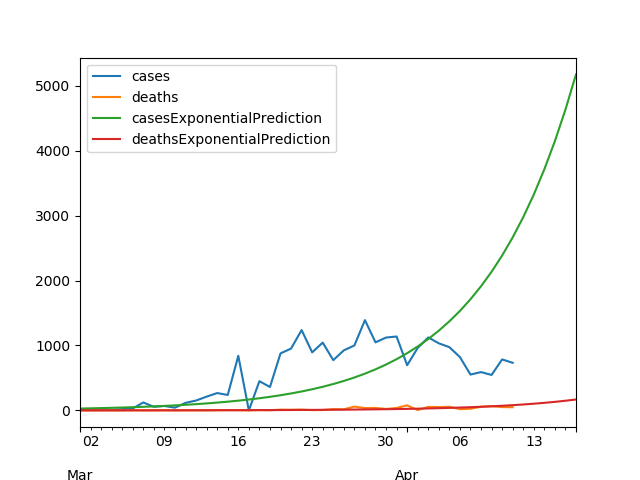 cases
deaths
casesExponentialPrediction
deathsExponentialPrediction
5000
4000
3000
2000
1000
0
02 09 16 23 30 06 13
Mar Apr